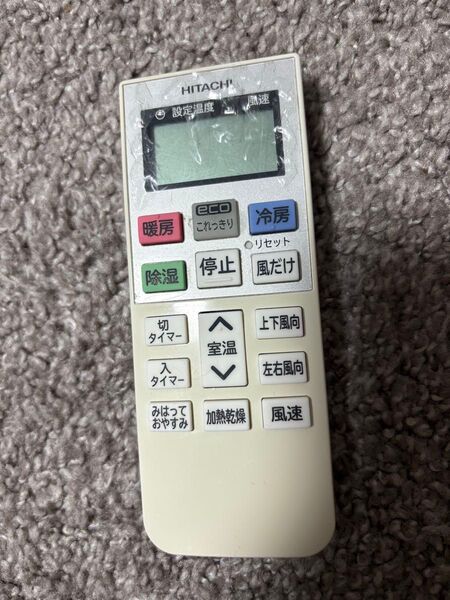 HITACHI
設定温度 風速
eco
暖房 これっきり 冷房
リセット
除湿 停止 風だけ
切
タイマー
室温
上下風向
入
タイマー
左右風向
みはって
おやすみ
加熱乾燥
風速